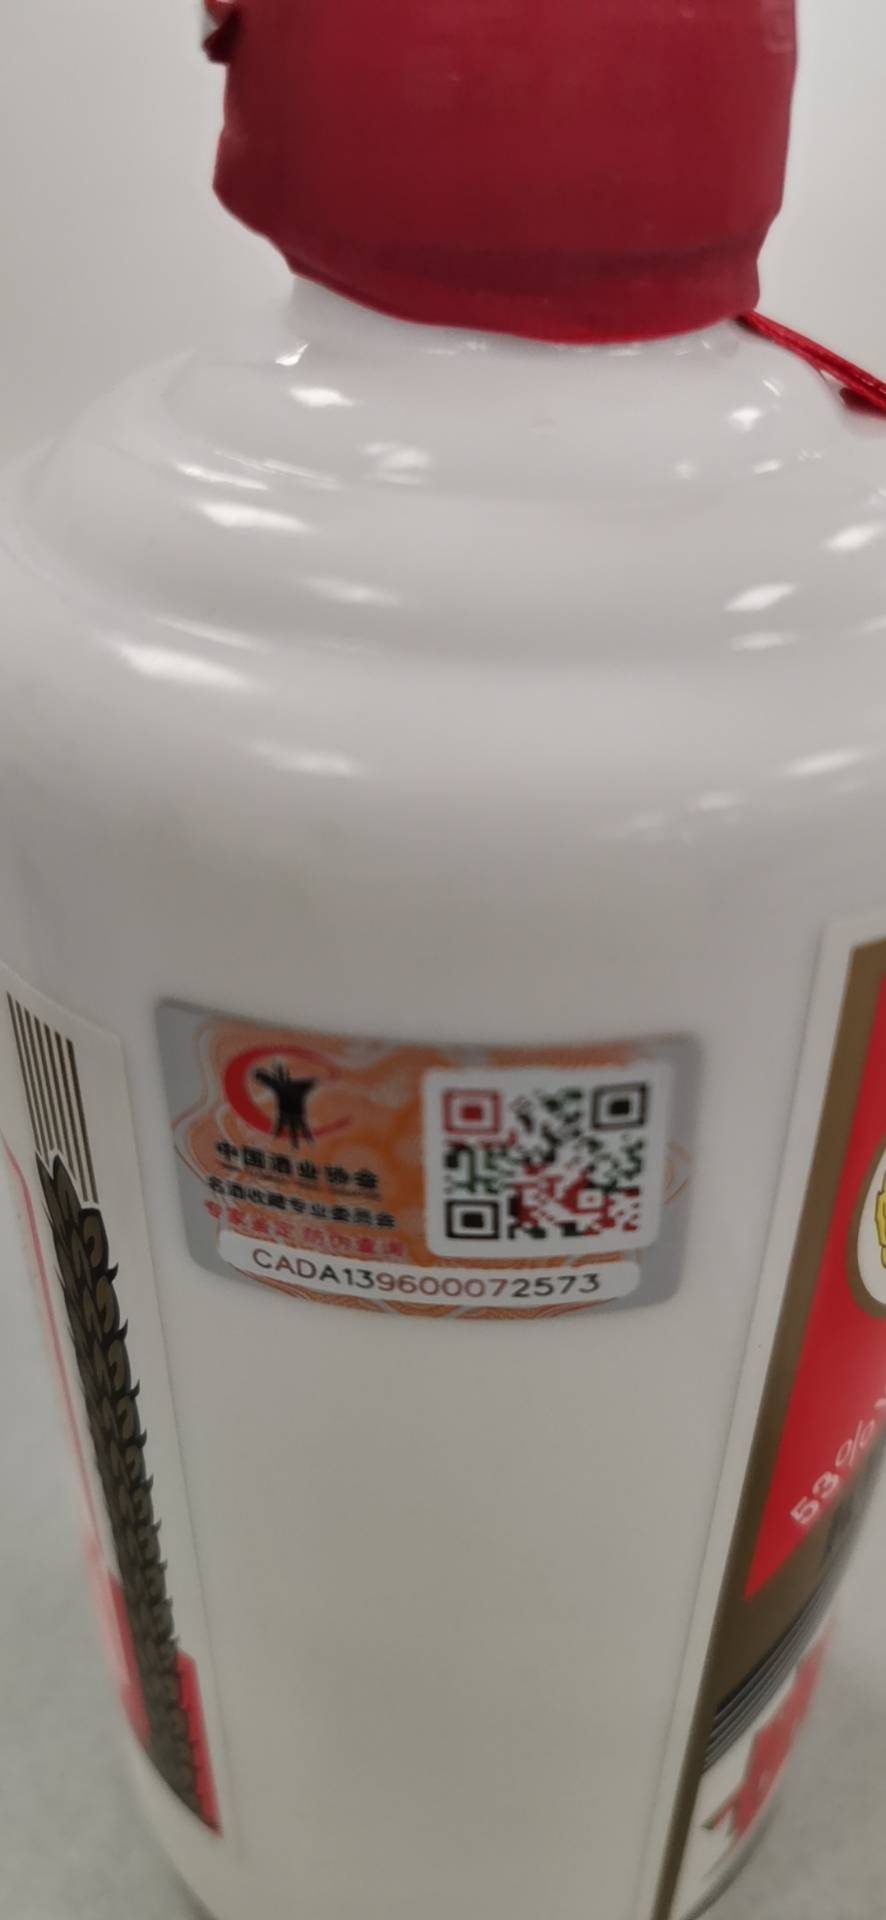 中国酒业协会
名酒收藏专业委员会
专家鉴定 防伪查询
CADA139600072573
53%